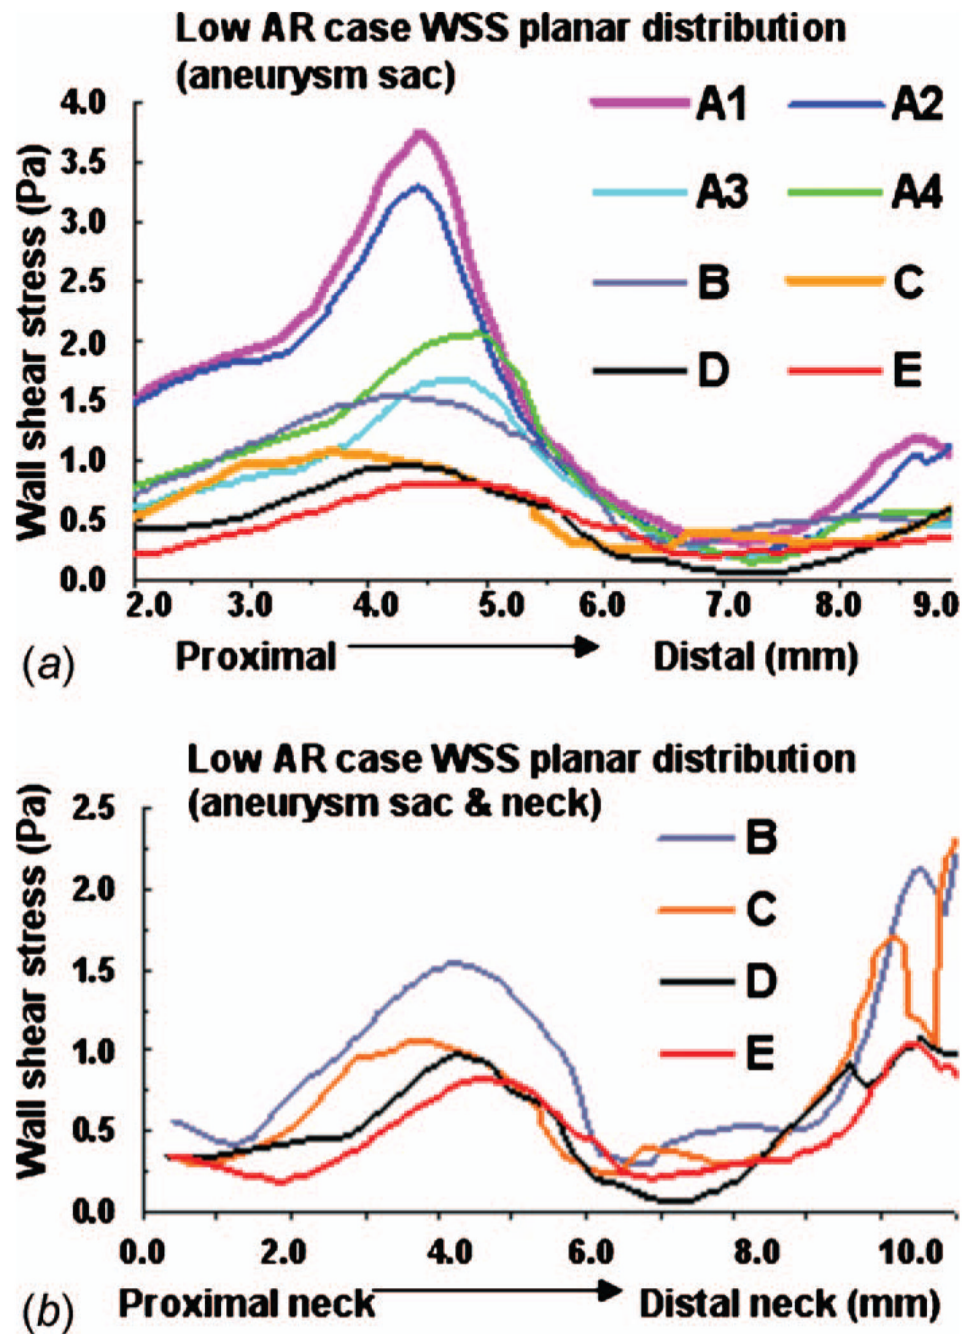 Low AR case WSS planar distribution
(aneurysm sac)
Wall shear stress (Pa)
4.0
3.5
3.0
2.5
2.0
1.5
1.0
0.5
0.0
A1 A2
A3 A4
B C
D E
2.0 3.0 4.0 5.0 6.0 7.0 8.0 9.0
(a) Proximal Distal (mm)
Low AR case WSS planar distribution
(aneurysm sac & neck)
Wall shear stress (Pa)
2.5
2.0
1.5
1.0
0.5
0.0
B
C
D
E
0.0 2.0 4.0 6.0 8.0 10.0
(b) Proximal neck Distal neck (mm)